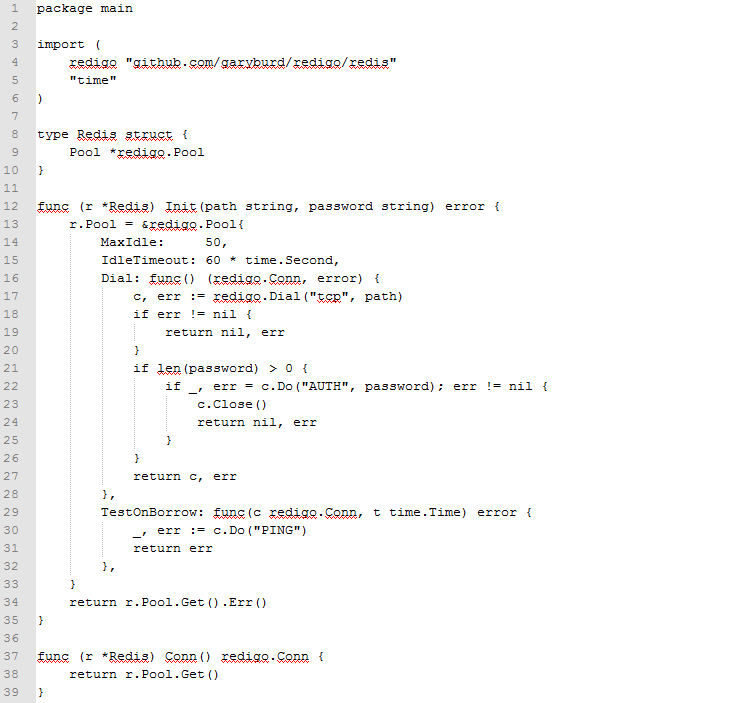 1 package main
2
3 import (
4     redigo "github.com/garyburd/redigo/redis"
5     "time"
6 )
7
8 type Redis struct {
9     Pool *redigo.Pool
10 }
11
12 func (r *Redis) Init(path string, password string) error {
13     r.Pool = &redigo.Pool{
14         MaxIdle:     50,
15         IdleTimeout: 60 * time.Second,
16         Dial: func() (redigo.Conn, error) {
17             c, err := redigo.Dial("tcp", path)
18             if err != nil {
19                 return nil, err
20             }
21             if len(password) > 0 {
22                 if _, err = c.Do("AUTH", password); err != nil {
23                     c.Close()
24                     return nil, err
25                 }
26             }
27             return c, err
28         },
29         TestOnBorrow: func(c redigo.Conn, t time.Time) error {
30             _, err := c.Do("PING")
31             return err
32         },
33     }
34     return r.Pool.Get().Err()
35 }
36
37 func (r *Redis) Conn() redigo.Conn {
38     return r.Pool.Get()
39 }